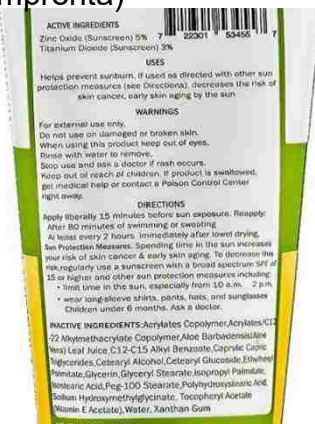 mpronta)
ACTIVE INGREDIENTS
Zinc Oxide (Sunscreen) 5%
Titanium Dioxide (Sunscreen) 3%
7 22301 53455 7
USES
Helps prevent sunburn. If used as directed with other sun
protection measures (see Directions), decreases the risk of
skin cancer, early skin aging by the sun
WARNINGS
For external use only.
Do not use on damaged or broken skin.
When using this product keep out of eyes.
Rinse with water to remove.
Stop use and ask a doctor if rash occurs.
Keep out of reach of children. If product is swallowed,
get medical help or contact a Poison Control Center
right away.
DIRECTIONS
Apply liberally 15 minutes before sun exposure. Reapply:
After 80 minutes of swimming or sweating
At least every 2 hours Immediately after towel drying,
Sun Protection Measures. Spending time in the sun increases
your risk of skin cancer & early skin aging. To decrease this
risk,regularly use a sunscreen with a broad spectrum SPF of
15 or higher and other sun protection measures including:
• limit time in the sun, especially from 10 a.m. 2 p.m.
• wear long-sleeve shirts, pants, hats, and sunglasses
Children under 6 months. Ask a doctor.
INACTIVE INGREDIENTS:Acrylates Copolymer,Acrylates/C12
-22 Alkylmethacrylate Copolymer,Aloe Barbadensis(Aloe
Vera) Leaf Juice,C12-C15 Alkyl Benzoate,Caprylic Capric
Triglycerides,Cetearyl Alcohol,Cetearyl Glucoside,Ethylhexyl
Palmitate,Glycerin,Glyceryl Stearate,Isopropyl Palmitate,
Isostearic Acid,Peg-100 Stearate,Polyhydroxystearic Acid,
Sodium Hydroxymethylglycinate, Tocopheryl Acetate
(Vitamin E Acetate),Water, Xanthan Gum